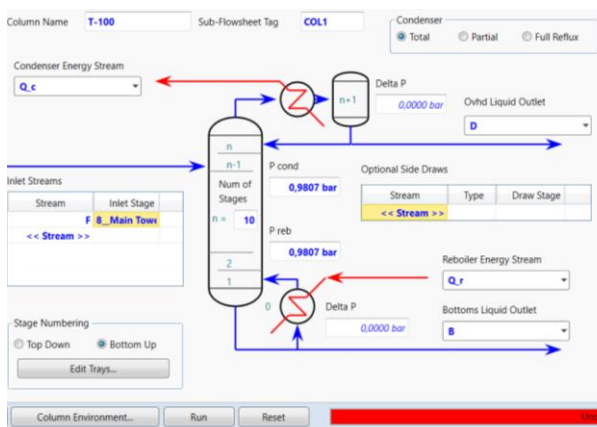 Column Name T-100 Sub-Flowsheet Tag COL1 Condenser
Total Partial Full Reflux
Condenser Energy Stream
Q_c
Delta P
n+1
0,0000 bar
Ovhd Liquid Outlet
D
n
n-1
Num of
Stages
n = 10
2
1
0
P cond
0,9807 bar
P reb
0,9807 bar
Optional Side Draws
Stream Type Draw Stage
<< Stream >>
Inlet Streams
Stream Inlet Stage
F 8__Main Towe
<< Stream >>
Reboiler Energy Stream
Q_r
Delta P
0,0000 bar
Bottoms Liquid Outlet
B
Stage Numbering
Top Down Bottom Up
Edit Trays...
Column Environment... Run Reset